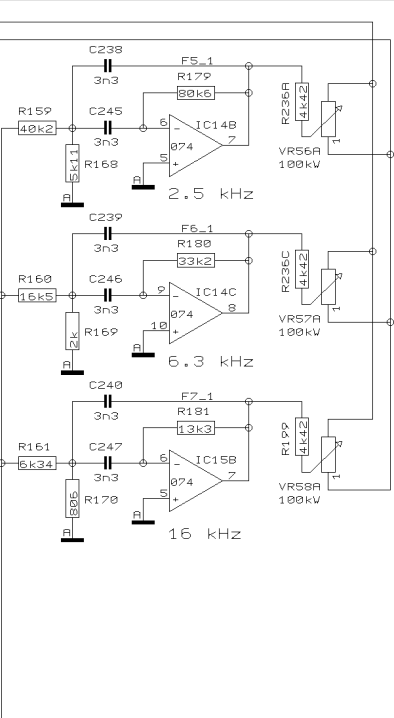 C238
F5_1
3n3
R179
80k6
R236A
4k42
R159
40k2
C245
3n3
6
-
IC14B
074
7
5
+
5k11
R168
A
A
VR56A
100kW
1
2.5 kHz
C239
F6_1
3n3
R180
33k2
R236C
4k42
R160
16k5
C246
3n3
9
-
IC14C
074
8
10
+
2k
R169
A
A
VR57A
100kW
1
6.3 kHz
C240
F7_1
3n3
R181
13k3
R199
4k42
R161
6k34
C247
3n3
6
-
IC15B
074
7
5
+
806
R170
A
A
VR58A
100kW
1
16 kHz